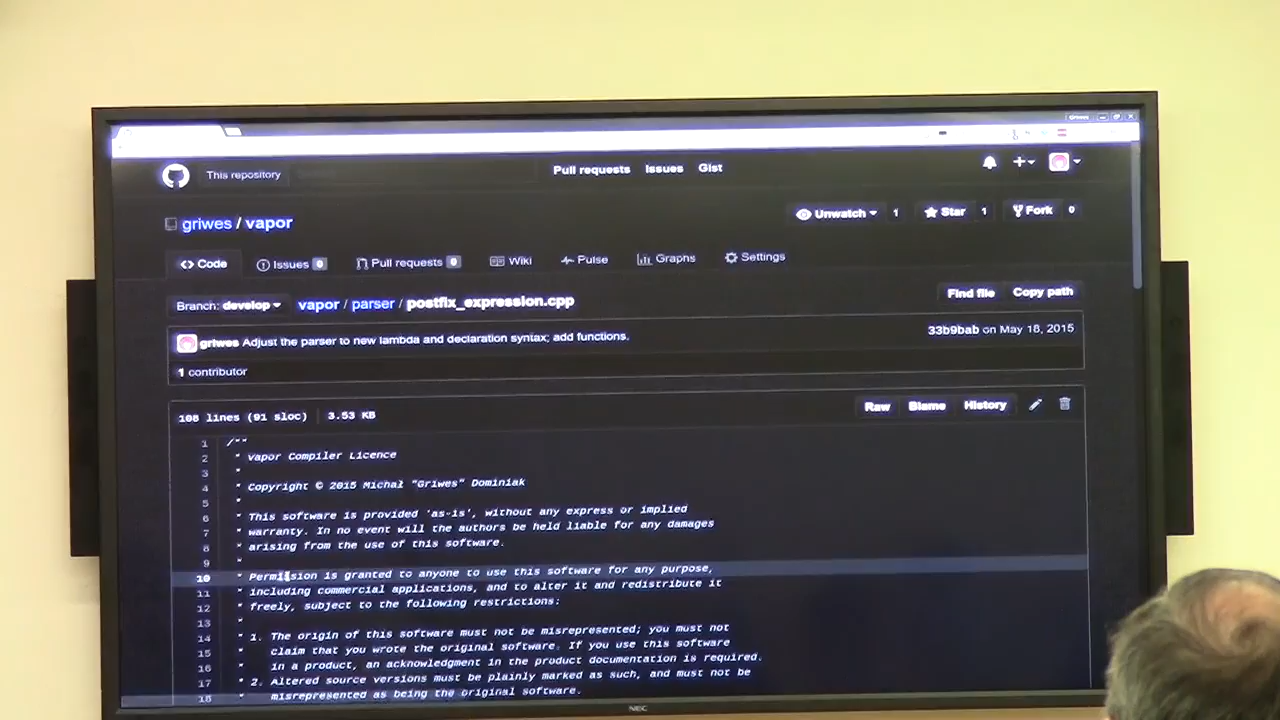 Griwes
This repository
Pull requests Issues Gist
griwes / vapor
Unwatch 1 Star 1 Fork 0
Code Issues 0 Pull requests 0 Wiki Pulse Graphs Settings
Branch: develop vapor / parser / postfix_expression.cpp Find file Copy path
griwes Adjust the parser to new lambda and declaration syntax; add functions. 33b9bab on May 18, 2015
1 contributor
108 lines (91 sloc) 3.53 KB Raw Blame History
1 /**
2 * Vapor Compiler Licence
3 *
4 * Copyright © 2015 Michał "Griwes" Dominiak
5 *
6 * This software is provided 'as-is', without any express or implied
7 * warranty. In no event will the authors be held liable for any damages
8 * arising from the use of this software.
9 *
10 * Permission is granted to anyone to use this software for any purpose,
11 * including commercial applications, and to alter it and redistribute it
12 * freely, subject to the following restrictions:
13 *
14 * 1. The origin of this software must not be misrepresented; you must not
15 * claim that you wrote the original software. If you use this software
16 * in a product, an acknowledgment in the product documentation is required.
17 * 2. Altered source versions must be plainly marked as such, and must not be
18 * misrepresented as being the original software.
NEC